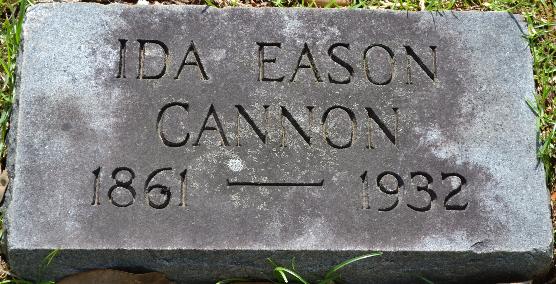 IDA EASON
CANNON
1861 — 1932